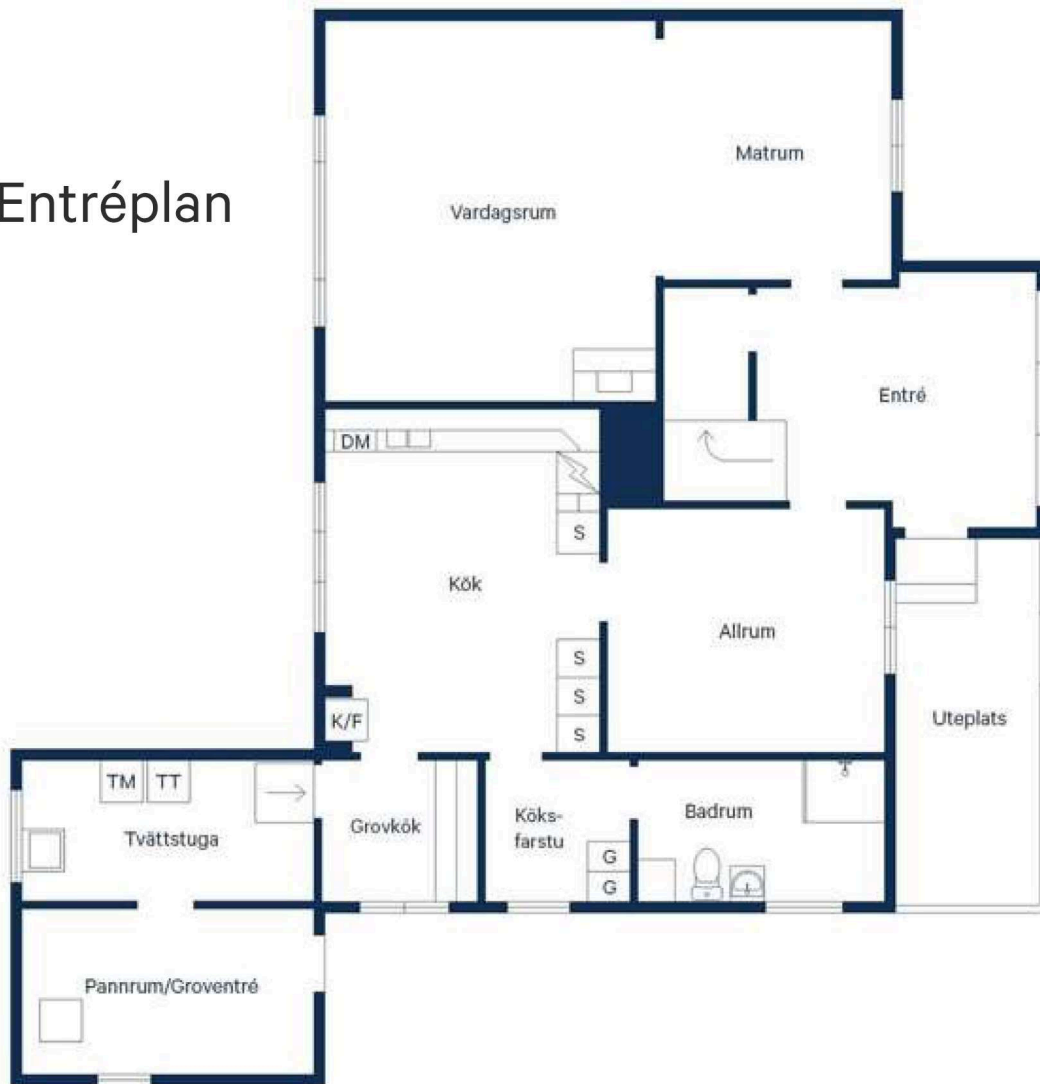 Entréplan
Matrum
Vardagsrum
Entré
DM
S
Kök
Allrum
S
S
S
K/F
Uteplats
TM TT
Tvättstuga
Grovkök
Köks-
farstu
Badrum
G
G
Pannrum/Groventré